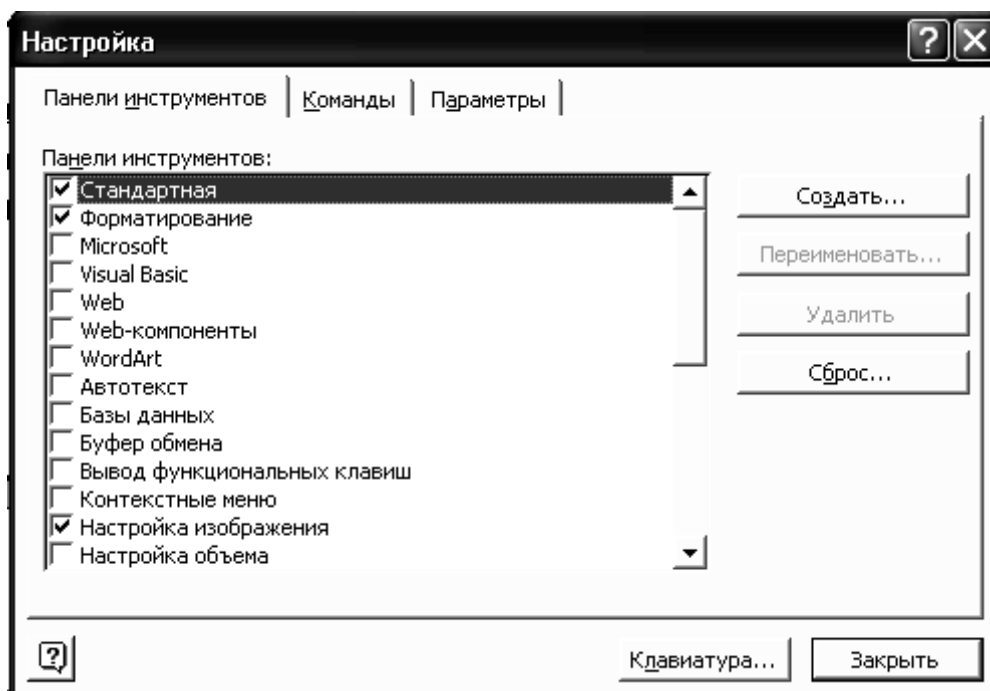 Настройка
Панели инструментов Команды Параметры
Панели инструментов:
Стандартная
Форматирование
Microsoft
Visual Basic
Web
Web-компоненты
WordArt
Автотекст
Базы данных
Буфер обмена
Вывод функциональных клавиш
Контекстные меню
Настройка изображения
Настройка объема
Создать...
Переименовать...
Удалить
Сброс...
Клавиатура... Закрыть